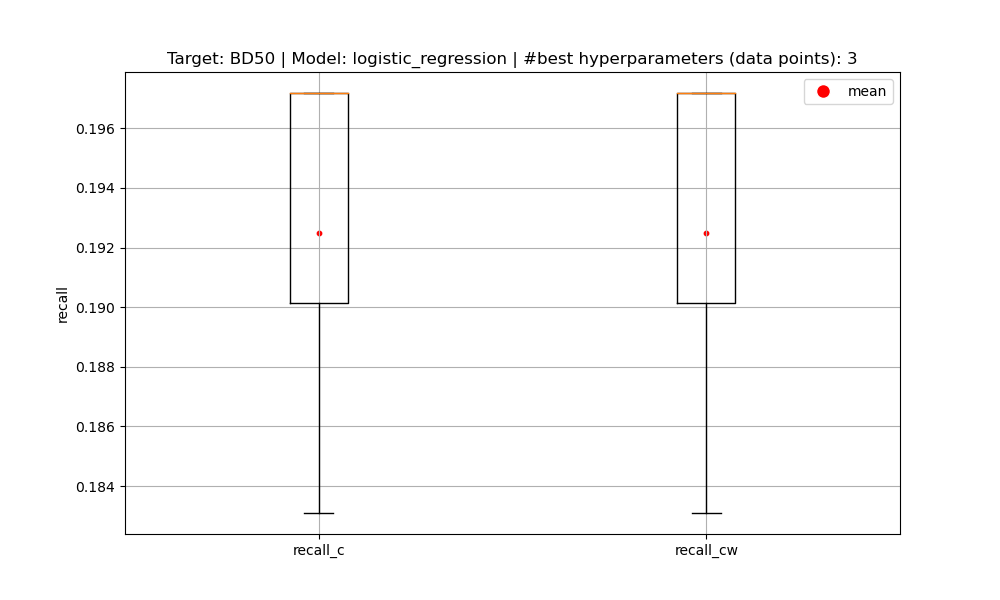 Target: BD50 | Model: logistic_regression | #best hyperparameters (data points): 3
mean
0.196
0.194
0.192
0.190
0.188
0.186
0.184
recall
recall_c
recall_cw